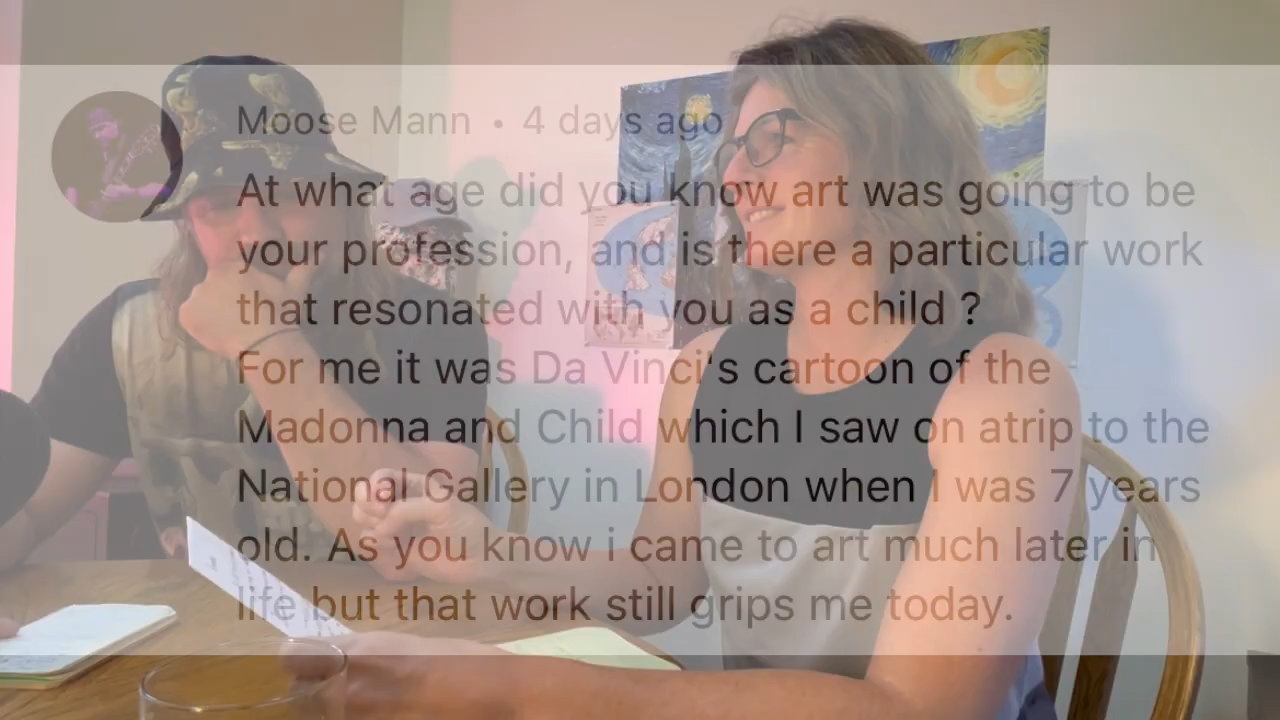 Moose Mann • 4 days ago
At what age did you know art was going to be
your profession, and is there a particular work
that resonated with you as a child ?
For me it was Da Vinci's cartoon of the
Madonna and Child which I saw on atrip to the
National Gallery in London when I was 7 years
old. As you know i came to art much later in
life but that work still grips me today.